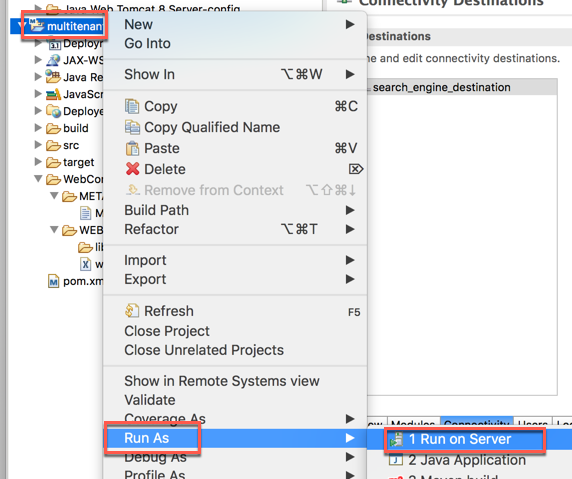 Java Web Tomcat 8 Server-config
multitenant
Deployr
JAX-WS
Java Re
JavaScr
Deploye
build
src
target
WebCon
META
M
WEB
lib
w
pom.xm
New
Go Into
Show In ⌥⌘W
Copy ⌘C
Copy Qualified Name
Paste ⌘V
Delete ⌦
Remove from Context ⌥⇧⌘↓
Build Path
Refactor ⌥⌘T
Import
Export
Refresh F5
Close Project
Close Unrelated Projects
Show in Remote Systems view
Validate
Coverage As
Run As
Debug As
Profile As
Connectivity Destinations
Destinations
ne and edit connectivity destinations.
search_engine_destination
ew Modules Connectivity Users Lo
1 Run on Server
2 Java Application
3 Maven build